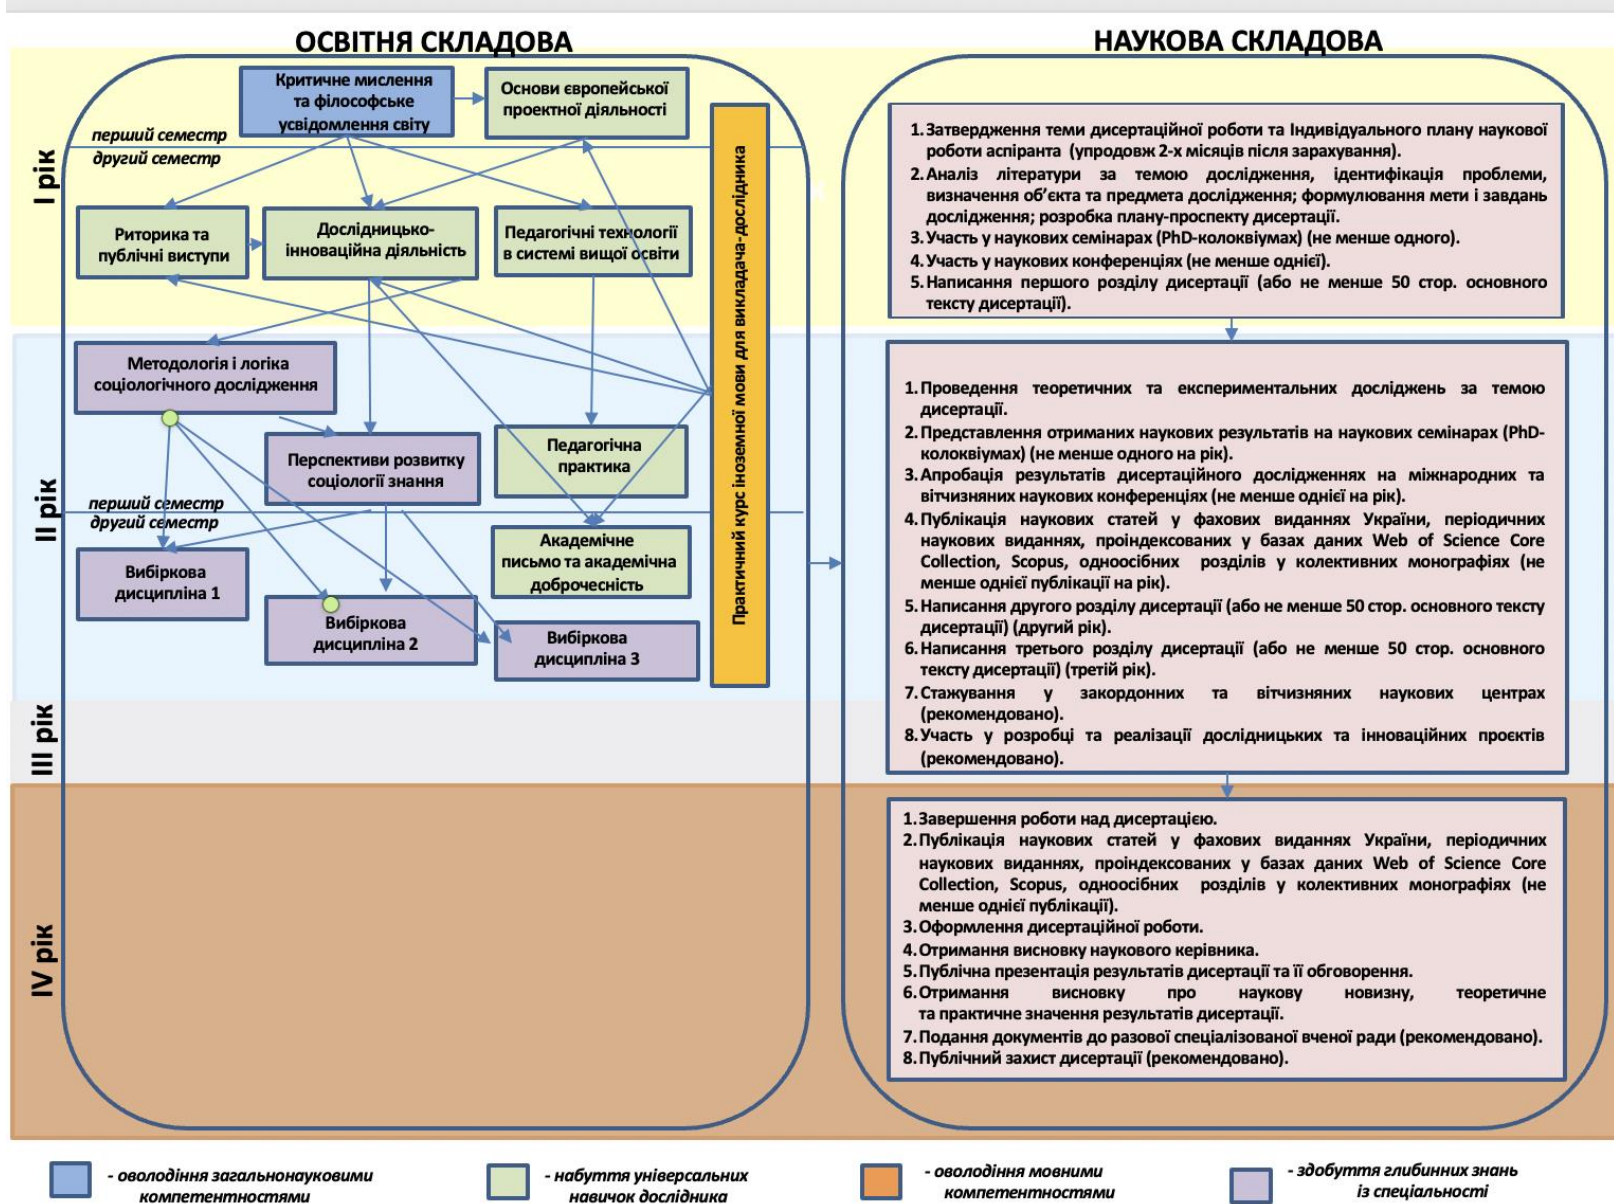 ОСВІТНЯ СКЛАДОВА
НАУКОВА СКЛАДОВА
І рік
перший семестр
другий семестр
Критичне мислення
та філософське
усвідомлення світу
Основи європейської
проектної діяльності
Риторика та
публічні виступи
Дослідницько-
інноваційна діяльність
Педагогічні технології
в системі вищої освіти
Практичний курс іноземної мови для викладача-дослідника
ІІ рік
Методологія і логіка
соціологічного дослідження
Перспективи розвитку
соціології знання
Педагогічна
практика
перший семестр
другий семестр
Вибіркова
дисципліна 1
Вибіркова
дисципліна 2
Академічне
письмо та академічна
доброчесність
Вибіркова
дисципліна 3
ІІІ рік
IV рік
1. Затвердження теми дисертаційної роботи та Індивідуального плану наукової
роботи аспіранта (упродовж 2-х місяців після зарахування).
2. Аналіз літератури за темою дослідження, ідентифікація проблеми,
визначення об’єкта та предмета дослідження; формулювання мети і завдань
дослідження; розробка плану-проспекту дисертації.
3. Участь у наукових семінарах (PhD-колоквіумах) (не менше одного).
4. Участь у наукових конференціях (не менше однієї).
5. Написання першого розділу дисертації (або не менше 50 стор. основного
тексту дисертації).
1. Проведення теоретичних та експериментальних досліджень за темою
дисертації.
2. Представлення отриманих наукових результатів на наукових семінарах (PhD-
колоквіумах) (не менше одного на рік).
3. Апробація результатів дисертаційного дослідженнях на міжнародних та
вітчизняних наукових конференціях (не менше однієї на рік).
4. Публікація наукових статей у фахових виданнях України, періодичних
наукових виданнях, проіндексованих у базах даних Web of Science Core
Collection, Scopus, одноосібних розділів у колективних монографіях (не
менше однієї публікації на рік).
5. Написання другого розділу дисертації (або не менше 50 стор. основного тексту
дисертації) (другий рік).
6. Написання третього розділу дисертації (або не менше 50 стор. основного
тексту дисертації) (третій рік).
7. Стажування у закордонних та вітчизняних наукових центрах
(рекомендовано).
8. Участь у розробці та реалізації дослідницьких та інноваційних проєктів
(рекомендовано).
1. Завершення роботи над дисертацією.
2. Публікація наукових статей у фахових виданнях України, періодичних
наукових виданнях, проіндексованих у базах даних Web of Science Core
Collection, Scopus, одноосібних розділів у колективних монографіях (не
менше однієї публікації).
3. Оформлення дисертаційної роботи.
4. Отримання висновку наукового керівника.
5. Публічна презентація результатів дисертації та її обговорення.
6. Отримання висновку про наукову новизну, теоретичне
та практичне значення результатів дисертації.
7. Подання документів до разової спеціалізованої вченої ради (рекомендовано).
8. Публічний захист дисертації (рекомендовано).
- оволодіння загальнонауковими
компетентностями
- набуття універсальних
навичок дослідника
- оволодіння мовними
компетентностями
- здобуття глибинних знань
із спеціальності